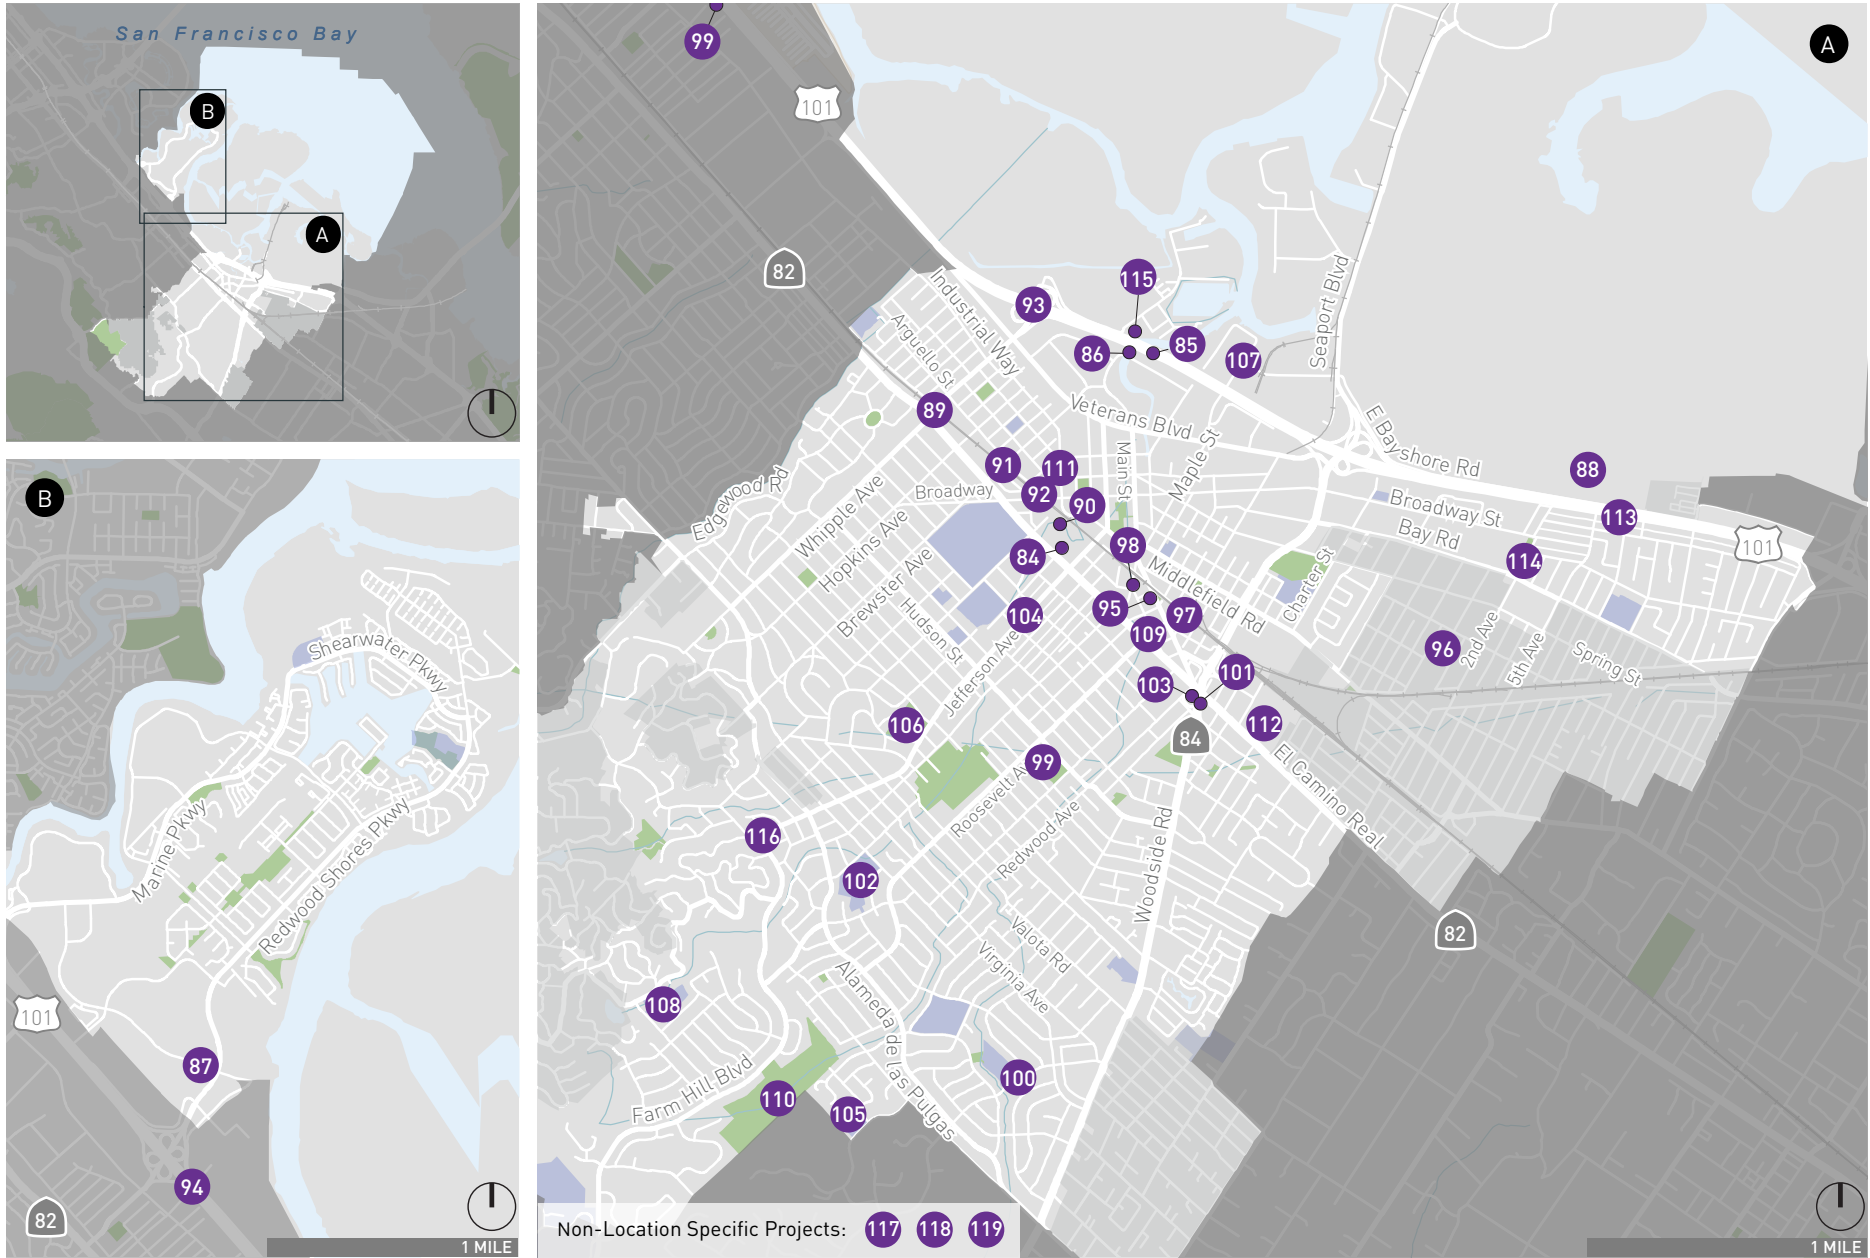 San Francisco Bay
B
A
B
Shearwater Pkwy
Marine Pkwy
Redwood Shores Pkwy
101
87
94
82
1 MILE
A
99
101
82
115
93
86
85
107
Seaport Blvd
Industrial Way
Arguello St
89
Veterans Blvd
Main St
Maple St
E Bayshore Rd
88
91
111
92
90
Broadway
Edgewood Rd
Whipple Ave
Hopkins Ave
Brewster Ave
Hudson St
84
98
Broadway St
Bay Rd
113
101
114
Middlefield Rd
Charter St
104
95
97
109
96
2nd Ave
5th Ave
Spring St
Jefferson Ave
103
101
106
112
84
99
Roosevelt Av
El Camino Real
116
Redwood Ave
Woodside Rd
102
82
Valota Rd
Virginia Ave
Alameda de las Pulgas
108
Farm Hill Blvd
100
110
105
Non-Location Specific Projects: 117 118 119
1 MILE